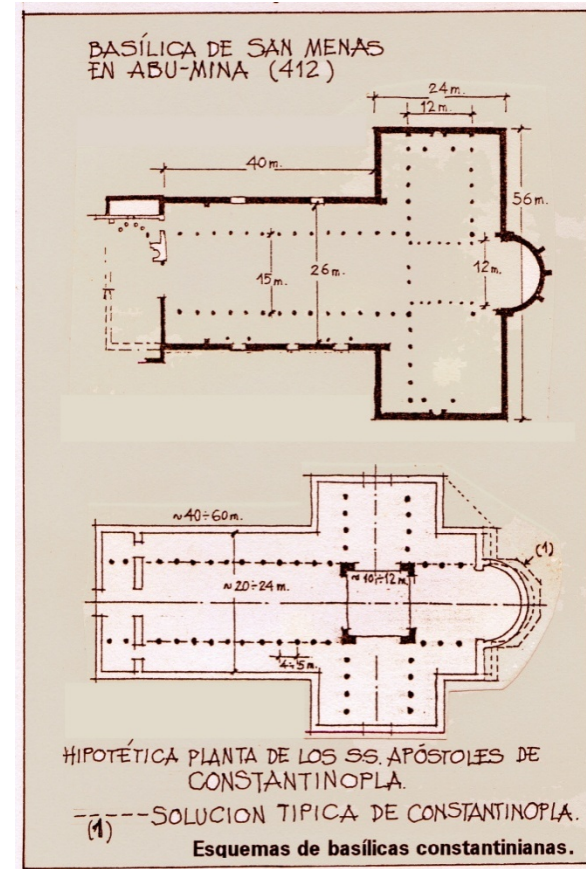 BASÍLICA DE SAN MENAS
EN ABU-MINA (412)
24m.
12m.
40m.
56m.
15m.
26m.
12m.
~40÷60m.
(1)
~10÷12m.
~20÷24m.
4÷5m.
HIPOTÉTICA PLANTA DE LOS SS. APÓSTOLES DE
CONSTANTINOPLA.
(1) SOLUCION TIPICA DE CONSTANTINOPLA.
Esquemas de basílicas constantinianas.